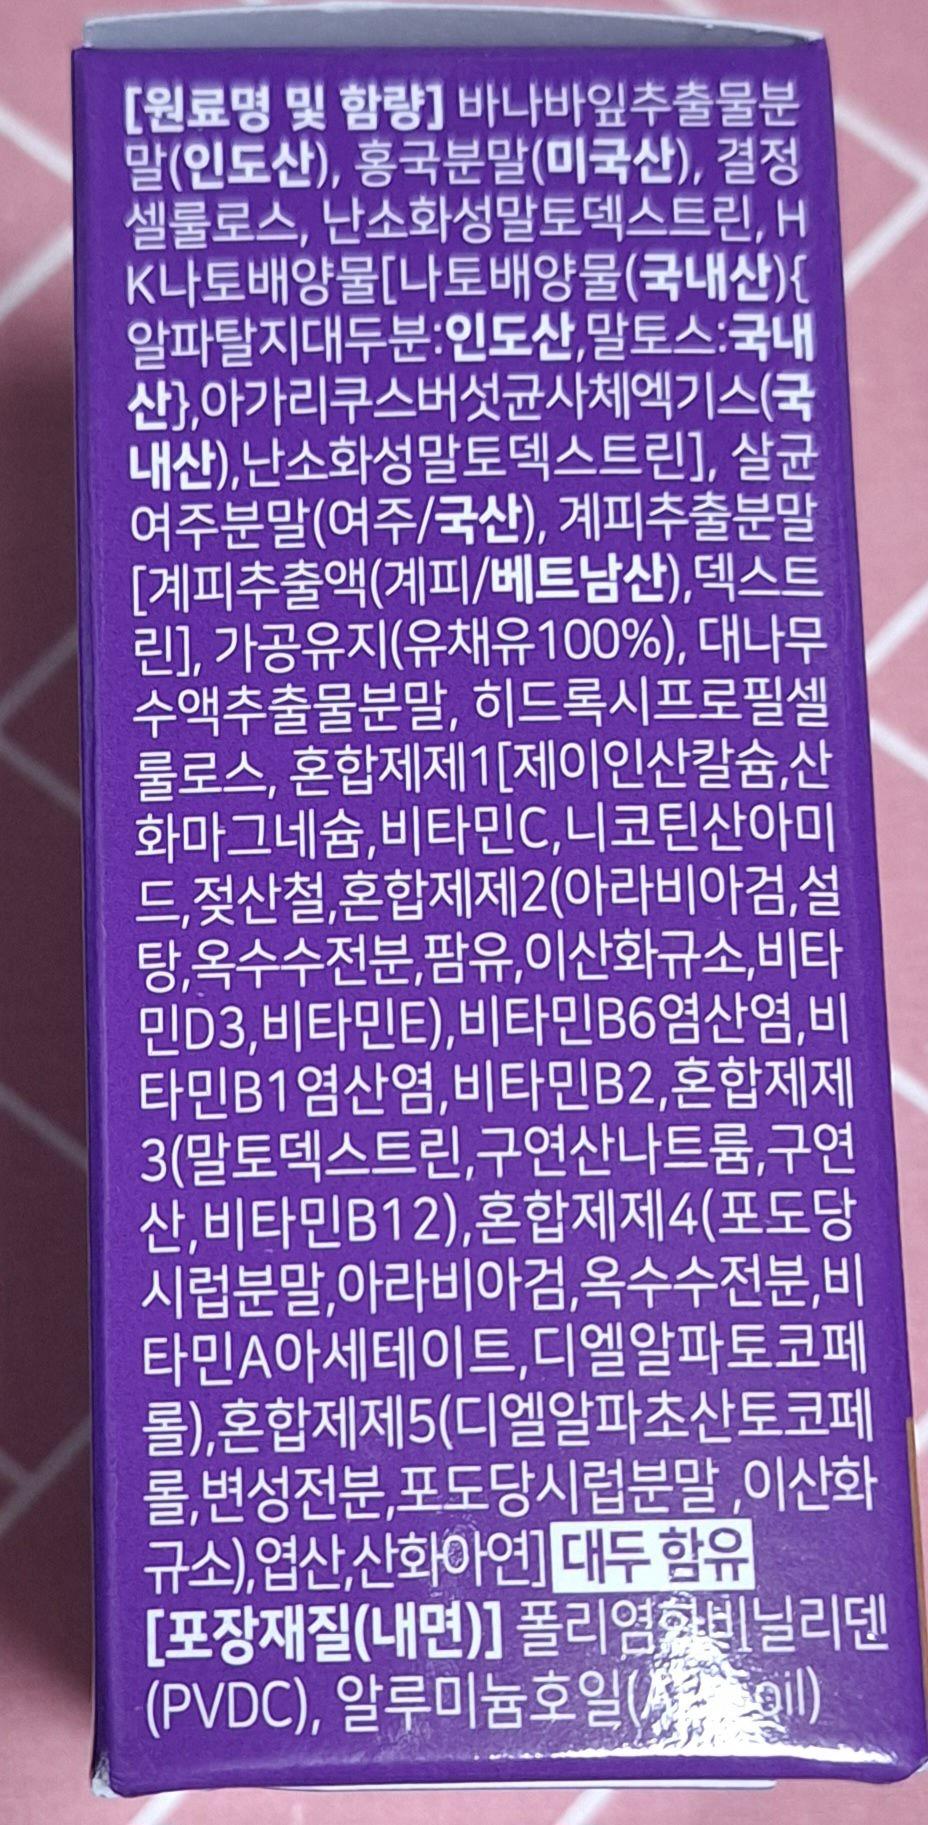 [원료명 및 함량] 바나바잎추출물분
말(인도산), 홍국분말(미국산), 결정
셀룰로스, 난소화성말토덱스트린, H
K나토배양물[나토배양물(국내산){
알파탈지대두분:인도산,말토스:국내
산},아가리쿠스버섯균사체엑기스(국
내산),난소화성말토덱스트린], 살균
여주분말(여주/국산), 계피추출분말
[계피추출액(계피/베트남산),덱스트
린], 가공유지(유채유100%), 대나무
수액추출물분말, 히드록시프로필셀
룰로스, 혼합제제1[제이인산칼슘,산
화마그네슘,비타민C,니코틴산아미
드,젖산철,혼합제제2(아라비아검,설
탕,옥수수전분,팜유,이산화규소,비타
민D3,비타민E),비타민B6염산염,비
타민B1염산염,비타민B2,혼합제제
3(말토덱스트린,구연산나트륨,구연
산,비타민B12),혼합제제4(포도당
시럽분말,아라비아검,옥수수전분,비
타민A아세테이트,디엘알파토코페
롤),혼합제제5(디엘알파초산토코페
롤,변성전분,포도당시럽분말 ,이산화
규소),엽산,산화아연] 대두 함유
[포장재질(내면)] 폴리염화비닐리덴
(PVDC), 알루미늄호일(